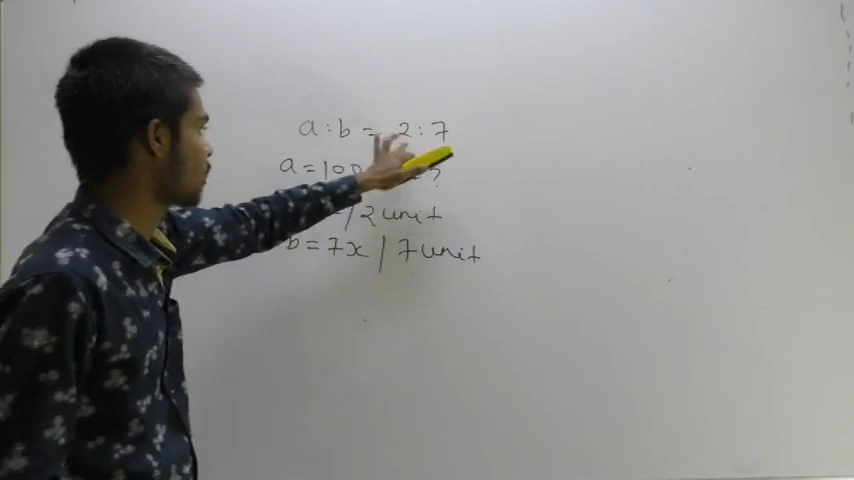 a : b = 2 : 7
a = 100 ?
/ 2 unit
b = 7x / 7 unit